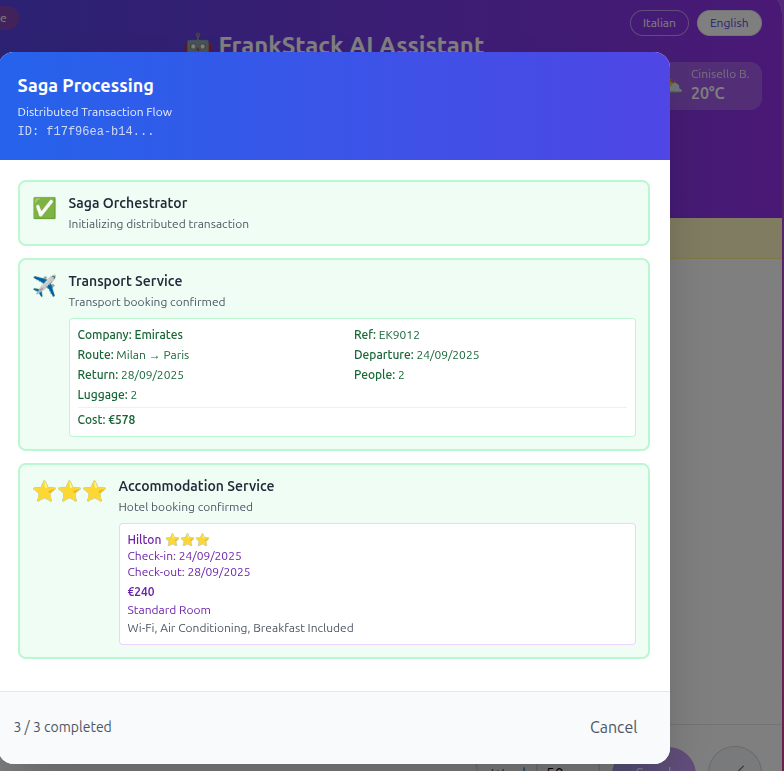 e
Italian
English
FrankStack AI Assistant
Cinisello B.
20°C
Saga Processing
Distributed Transaction Flow
ID: f17f96ea-b14...
Saga Orchestrator
Initializing distributed transaction
Transport Service
Transport booking confirmed
Company: Emirates
Ref: EK9012
Route: Milan → Paris
Departure: 24/09/2025
Return: 28/09/2025
People: 2
Luggage: 2
Cost: €578
Accommodation Service
Hotel booking confirmed
Hilton
Check-in: 24/09/2025
Check-out: 28/09/2025
€240
Standard Room
Wi-Fi, Air Conditioning, Breakfast Included
3 / 3 completed
Cancel